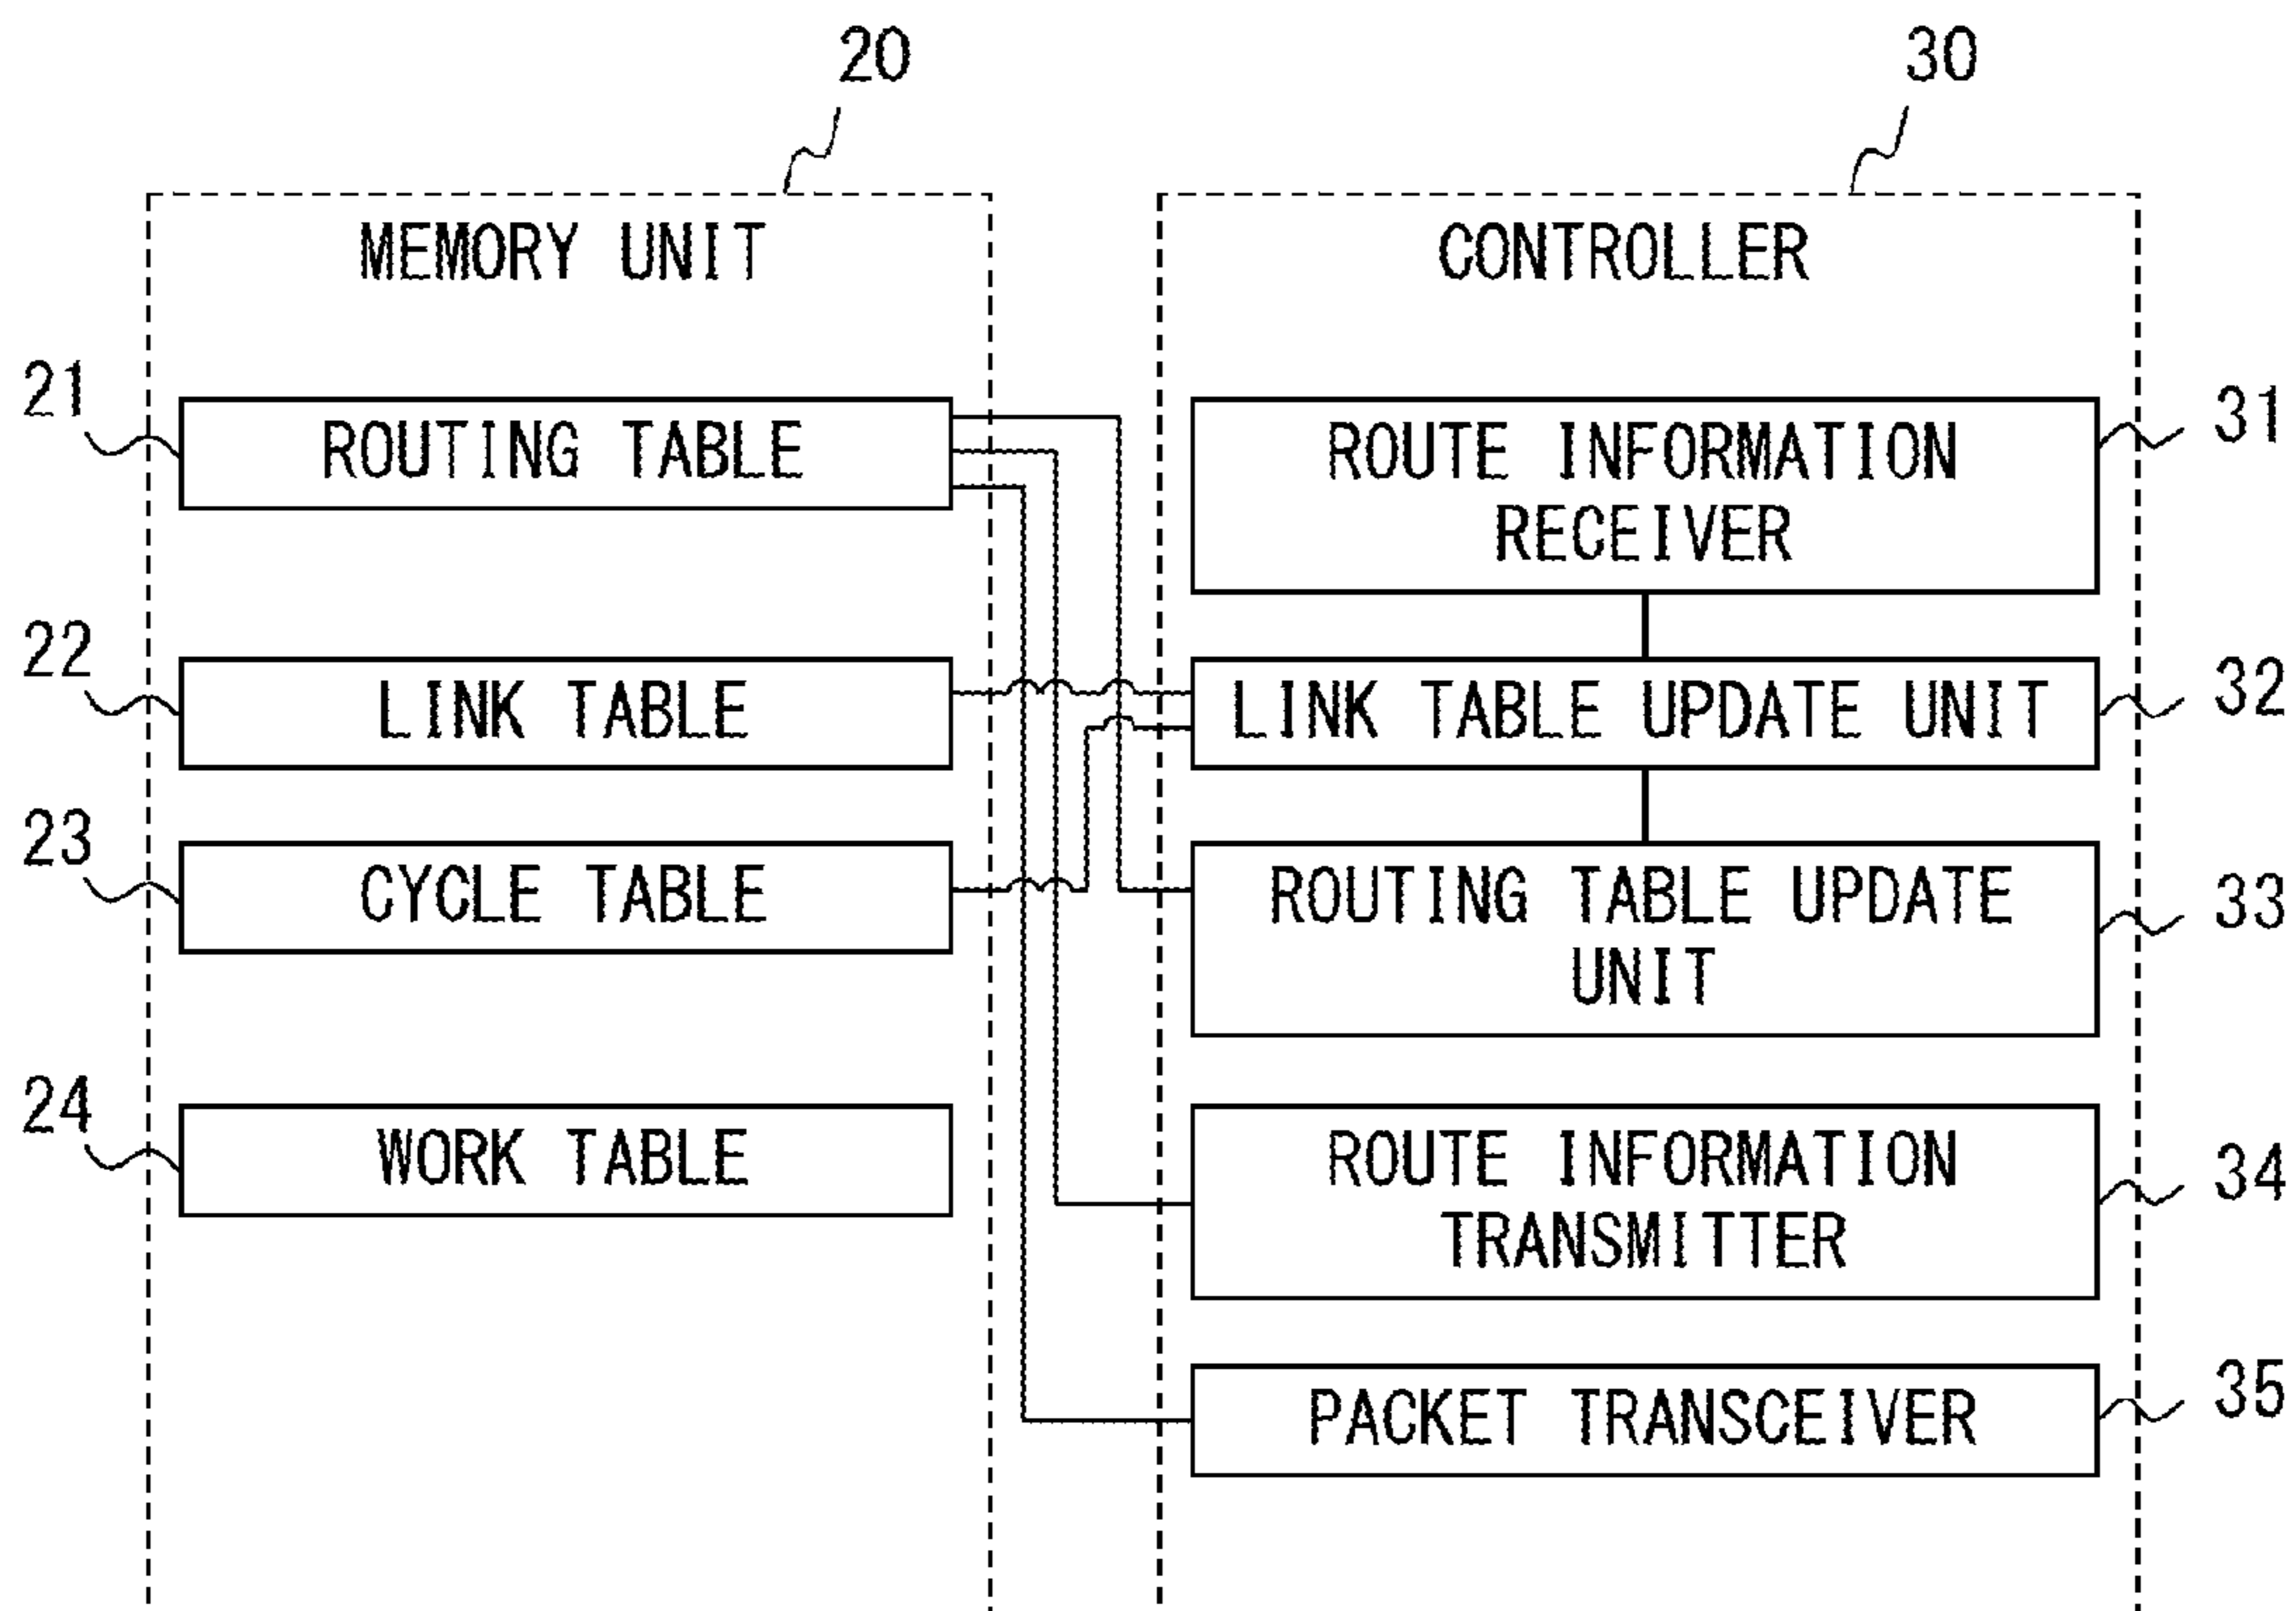 20
30
MEMORY UNIT
CONTROLLER
21
ROUTING TABLE
ROUTE INFORMATION
RECEIVER
31
22
LINK TABLE
LINK TABLE UPDATE UNIT
32
23
CYCLE TABLE
ROUTING TABLE UPDATE
UNIT
33
24
WORK TABLE
ROUTE INFORMATION
TRANSMITTER
34
PACKET TRANSCEIVER
35